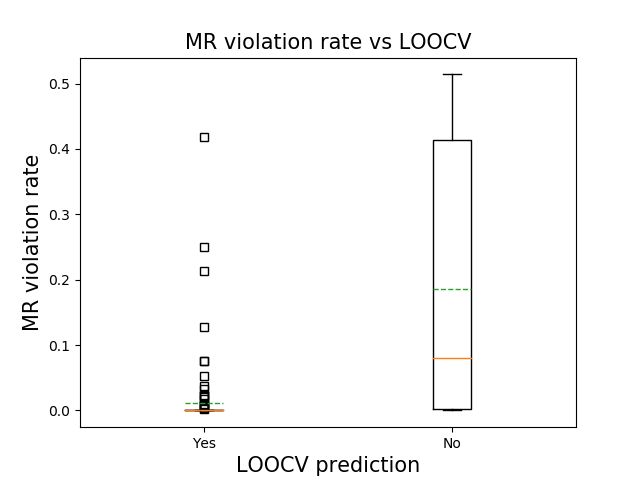 MR violation rate vs LOOCV
MR violation rate
0.5
0.4
0.3
0.2
0.1
0.0
Yes
No
LOOCV prediction